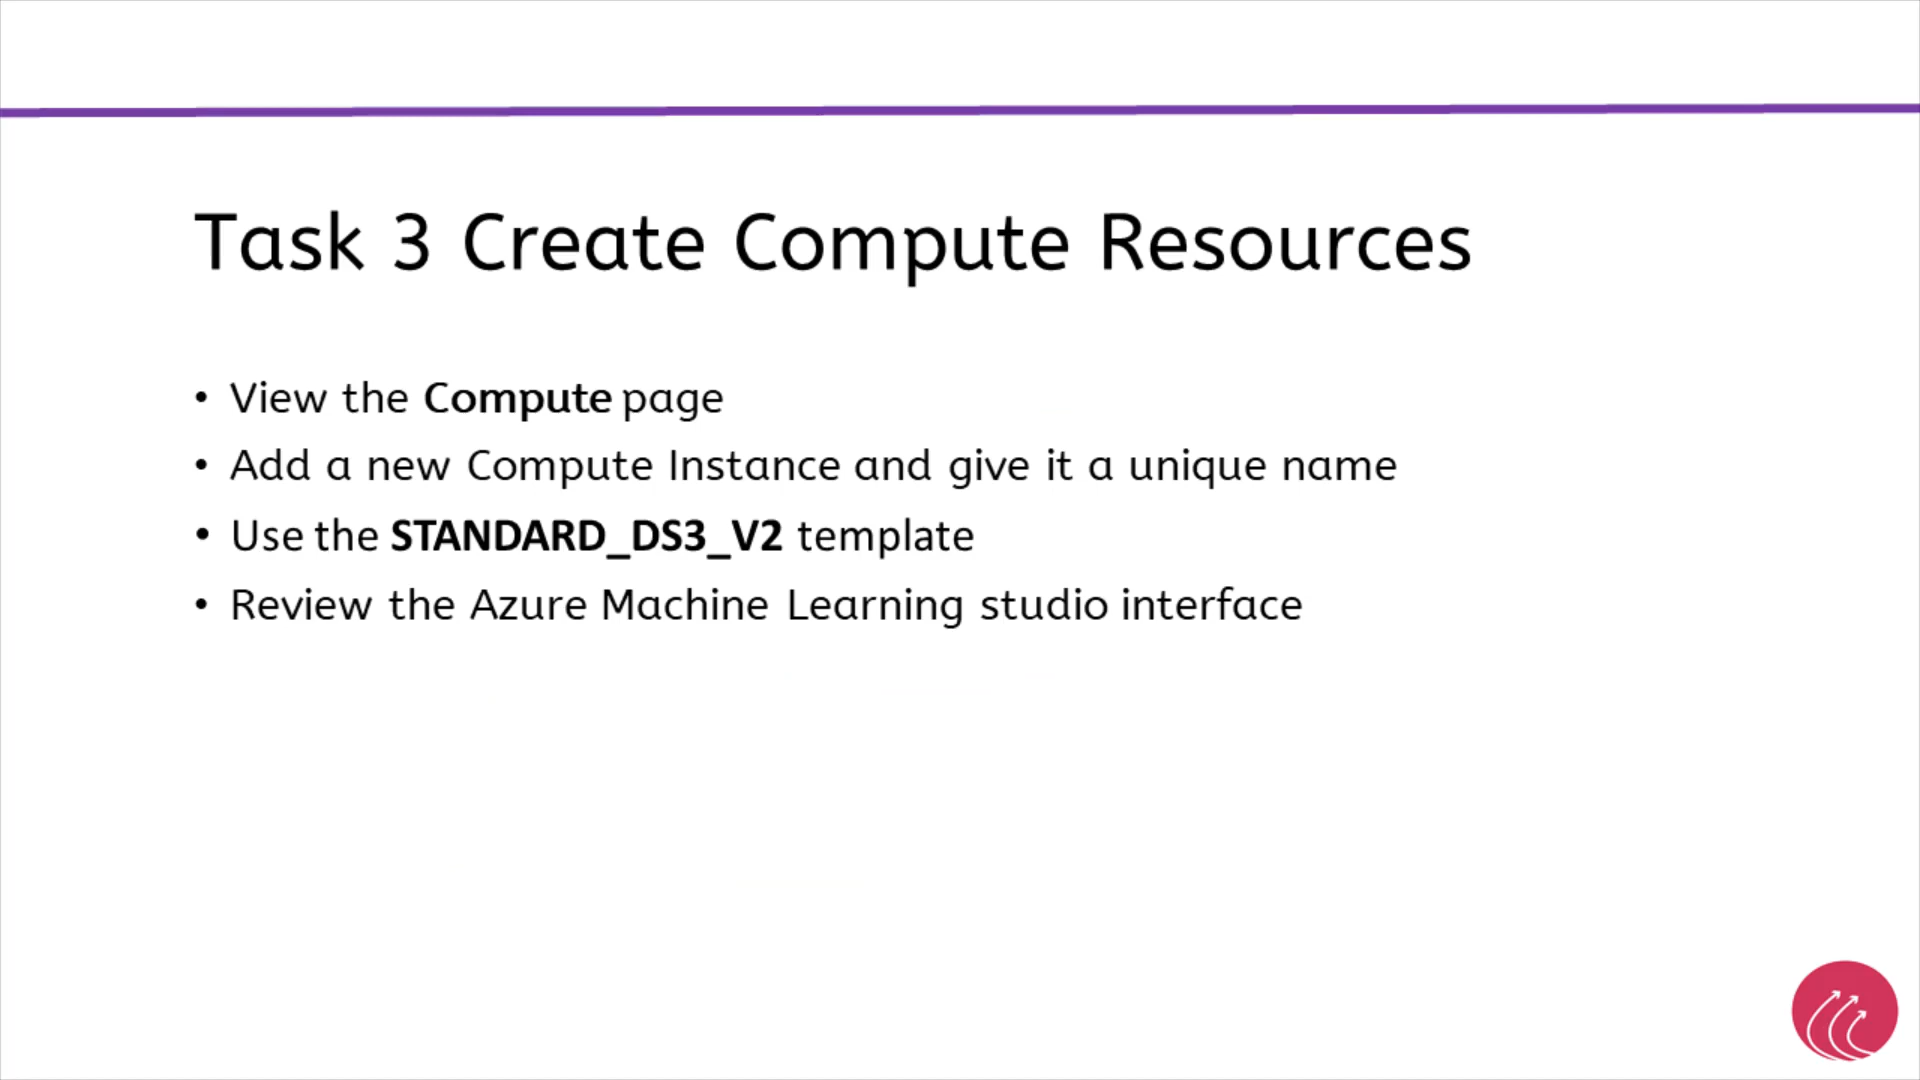 Task 3 Create Compute Resources
• View the Compute page
• Add a new Compute Instance and give it a unique name
• Use the STANDARD_DS3_V2 template
• Review the Azure Machine Learning studio interface